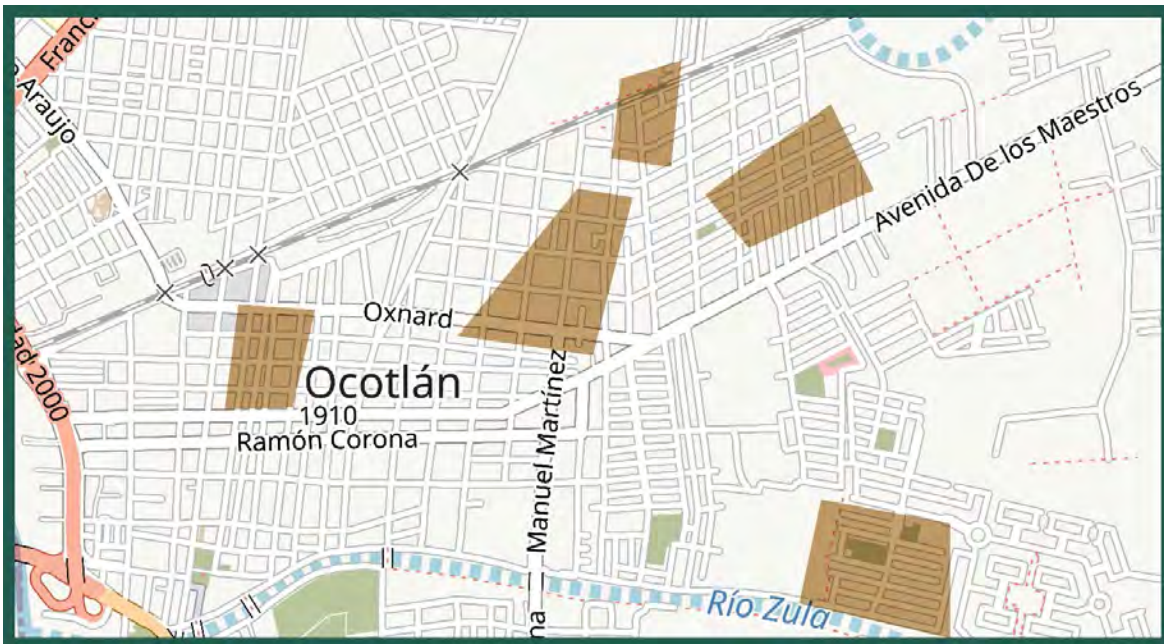 Franc
Araujo
Avenida De los Maestros
Oxnard
dad 2000
Ocotlán
1910
Ramón Corona
Manuel Martínez
Río Zula
na